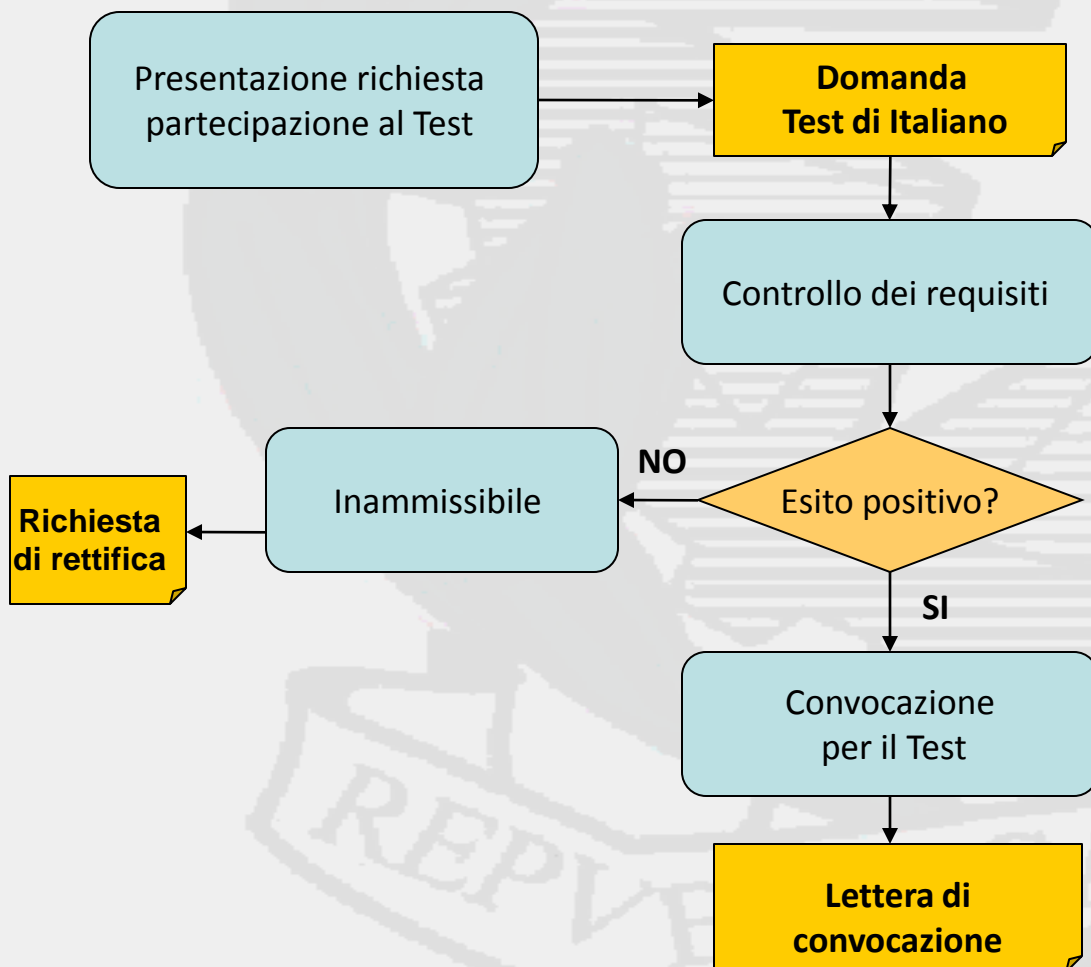 Presentazione richiesta
partecipazione al Test
Domanda
Test di Italiano
Controllo dei requisiti
Esito positivo?
NO
Inammissibile
Richiesta
di rettifica
SI
Convocazione
per il Test
Lettera di
convocazione
REPV